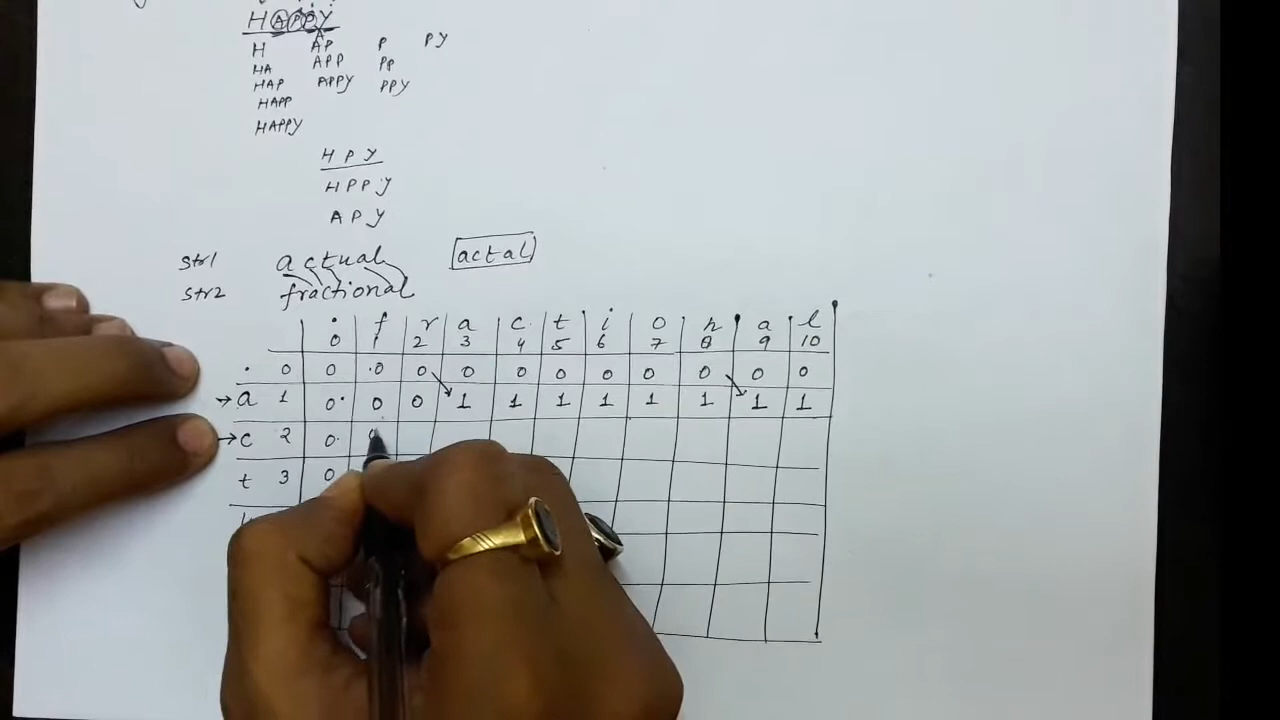 HAPPY
A
H AP P PY
HA APP PP
HAP APPY PPY
HAPP
HAPPY
HPY
HPPY
APY
str1 actual actal
str2 fractional
. f r a c t i o n a l
0 1 2 3 4 5 6 7 8 9 10
. 0 0 0 0 0 0 0 0 0 0 0 0
a 1 0 0 0 1 1 1 1 1 1 1 1
c 2 0 0
t 3 0